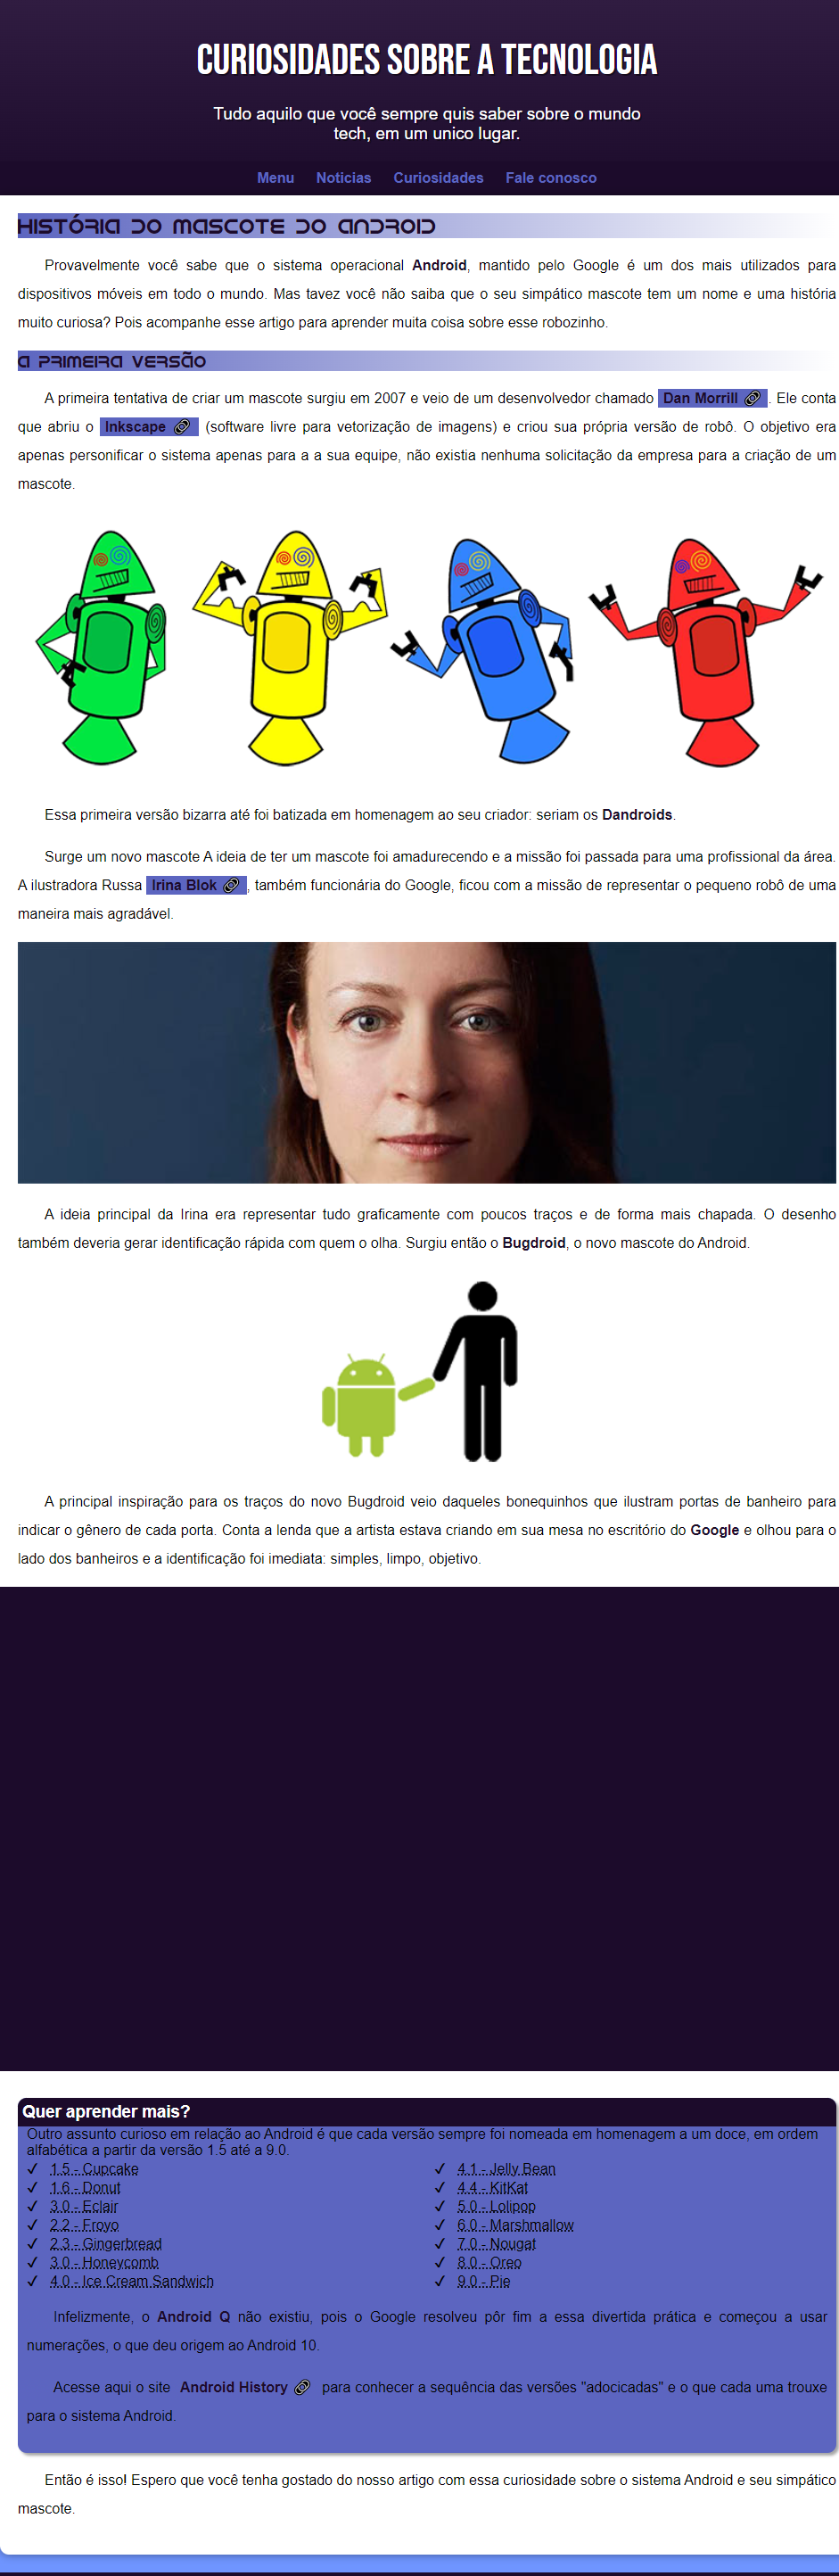 CURIOSIDADES SOBRE A TECNOLOGIA
Tudo aquilo que você sempre quis saber sobre o mundo
tech, em um unico lugar.
Menu Noticias Curiosidades Fale conosco
HISTÓRIA DO MASCOTE DO ANDROID
Provavelmente você sabe que o sistema operacional Android, mantido pelo Google é um dos mais utilizados para
dispositivos móveis em todo o mundo. Mas tavez você não saiba que o seu simpático mascote tem um nome e uma história
muito curiosa? Pois acompanhe esse artigo para aprender muita coisa sobre esse robozinho.
A PRIMEIRA VERSÃO
A primeira tentativa de criar um mascote surgiu em 2007 e veio de um desenvolvedor chamado Dan Morrill. Ele conta
que abriu o Inkscape (software livre para vetorização de imagens) e criou sua própria versão de robô. O objetivo era
apenas personificar o sistema apenas para a a sua equipe, não existia nenhuma solicitação da empresa para a criação de um
mascote.
Essa primeira versão bizarra até foi batizada em homenagem ao seu criador: seriam os Dandroids.
Surge um novo mascote A ideia de ter um mascote foi amadurecendo e a missão foi passada para uma profissional da área.
A ilustradora Russa Irina Blok, também funcionária do Google, ficou com a missão de representar o pequeno robô de uma
maneira mais agradável.
A ideia principal da Irina era representar tudo graficamente com poucos traços e de forma mais chapada. O desenho
também deveria gerar identificação rápida com quem o olha. Surgiu então o Bugdroid, o novo mascote do Android.
A principal inspiração para os traços do novo Bugdroid veio daqueles bonequinhos que ilustram portas de banheiro para
indicar o gênero de cada porta. Conta a lenda que a artista estava criando em sua mesa no escritório do Google e olhou para o
lado dos banheiros e a identificação foi imediata: simples, limpo, objetivo.
Quer aprender mais?
Outro assunto curioso em relação ao Android é que cada versão sempre foi nomeada em homenagem a um doce, em ordem
alfabética a partir da versão 1.5 até a 9.0.
✓ 1.5 - Cupcake
✓ 1.6 - Donut
✓ 3.0 - Eclair
✓ 2.2 - Froyo
✓ 2.3 - Gingerbread
✓ 3.0 - Honeycomb
✓ 4.0 - Ice Cream Sandwich
✓ 4.1 - Jelly Bean
✓ 4.4 - KitKat
✓ 5.0 - Lolipop
✓ 6.0 - Marshmallow
✓ 7.0 - Nougat
✓ 8.0 - Oreo
✓ 9.0 - Pie
Infelizmente, o Android Q não existiu, pois o Google resolveu pôr fim a essa divertida prática e começou a usar
numerações, o que deu origem ao Android 10.
Acesse aqui o site Android History para conhecer a sequência das versões "adocicadas" e o que cada uma trouxe
para o sistema Android.
Então é isso! Espero que você tenha gostado do nosso artigo com essa curiosidade sobre o sistema Android e seu simpático
mascote.